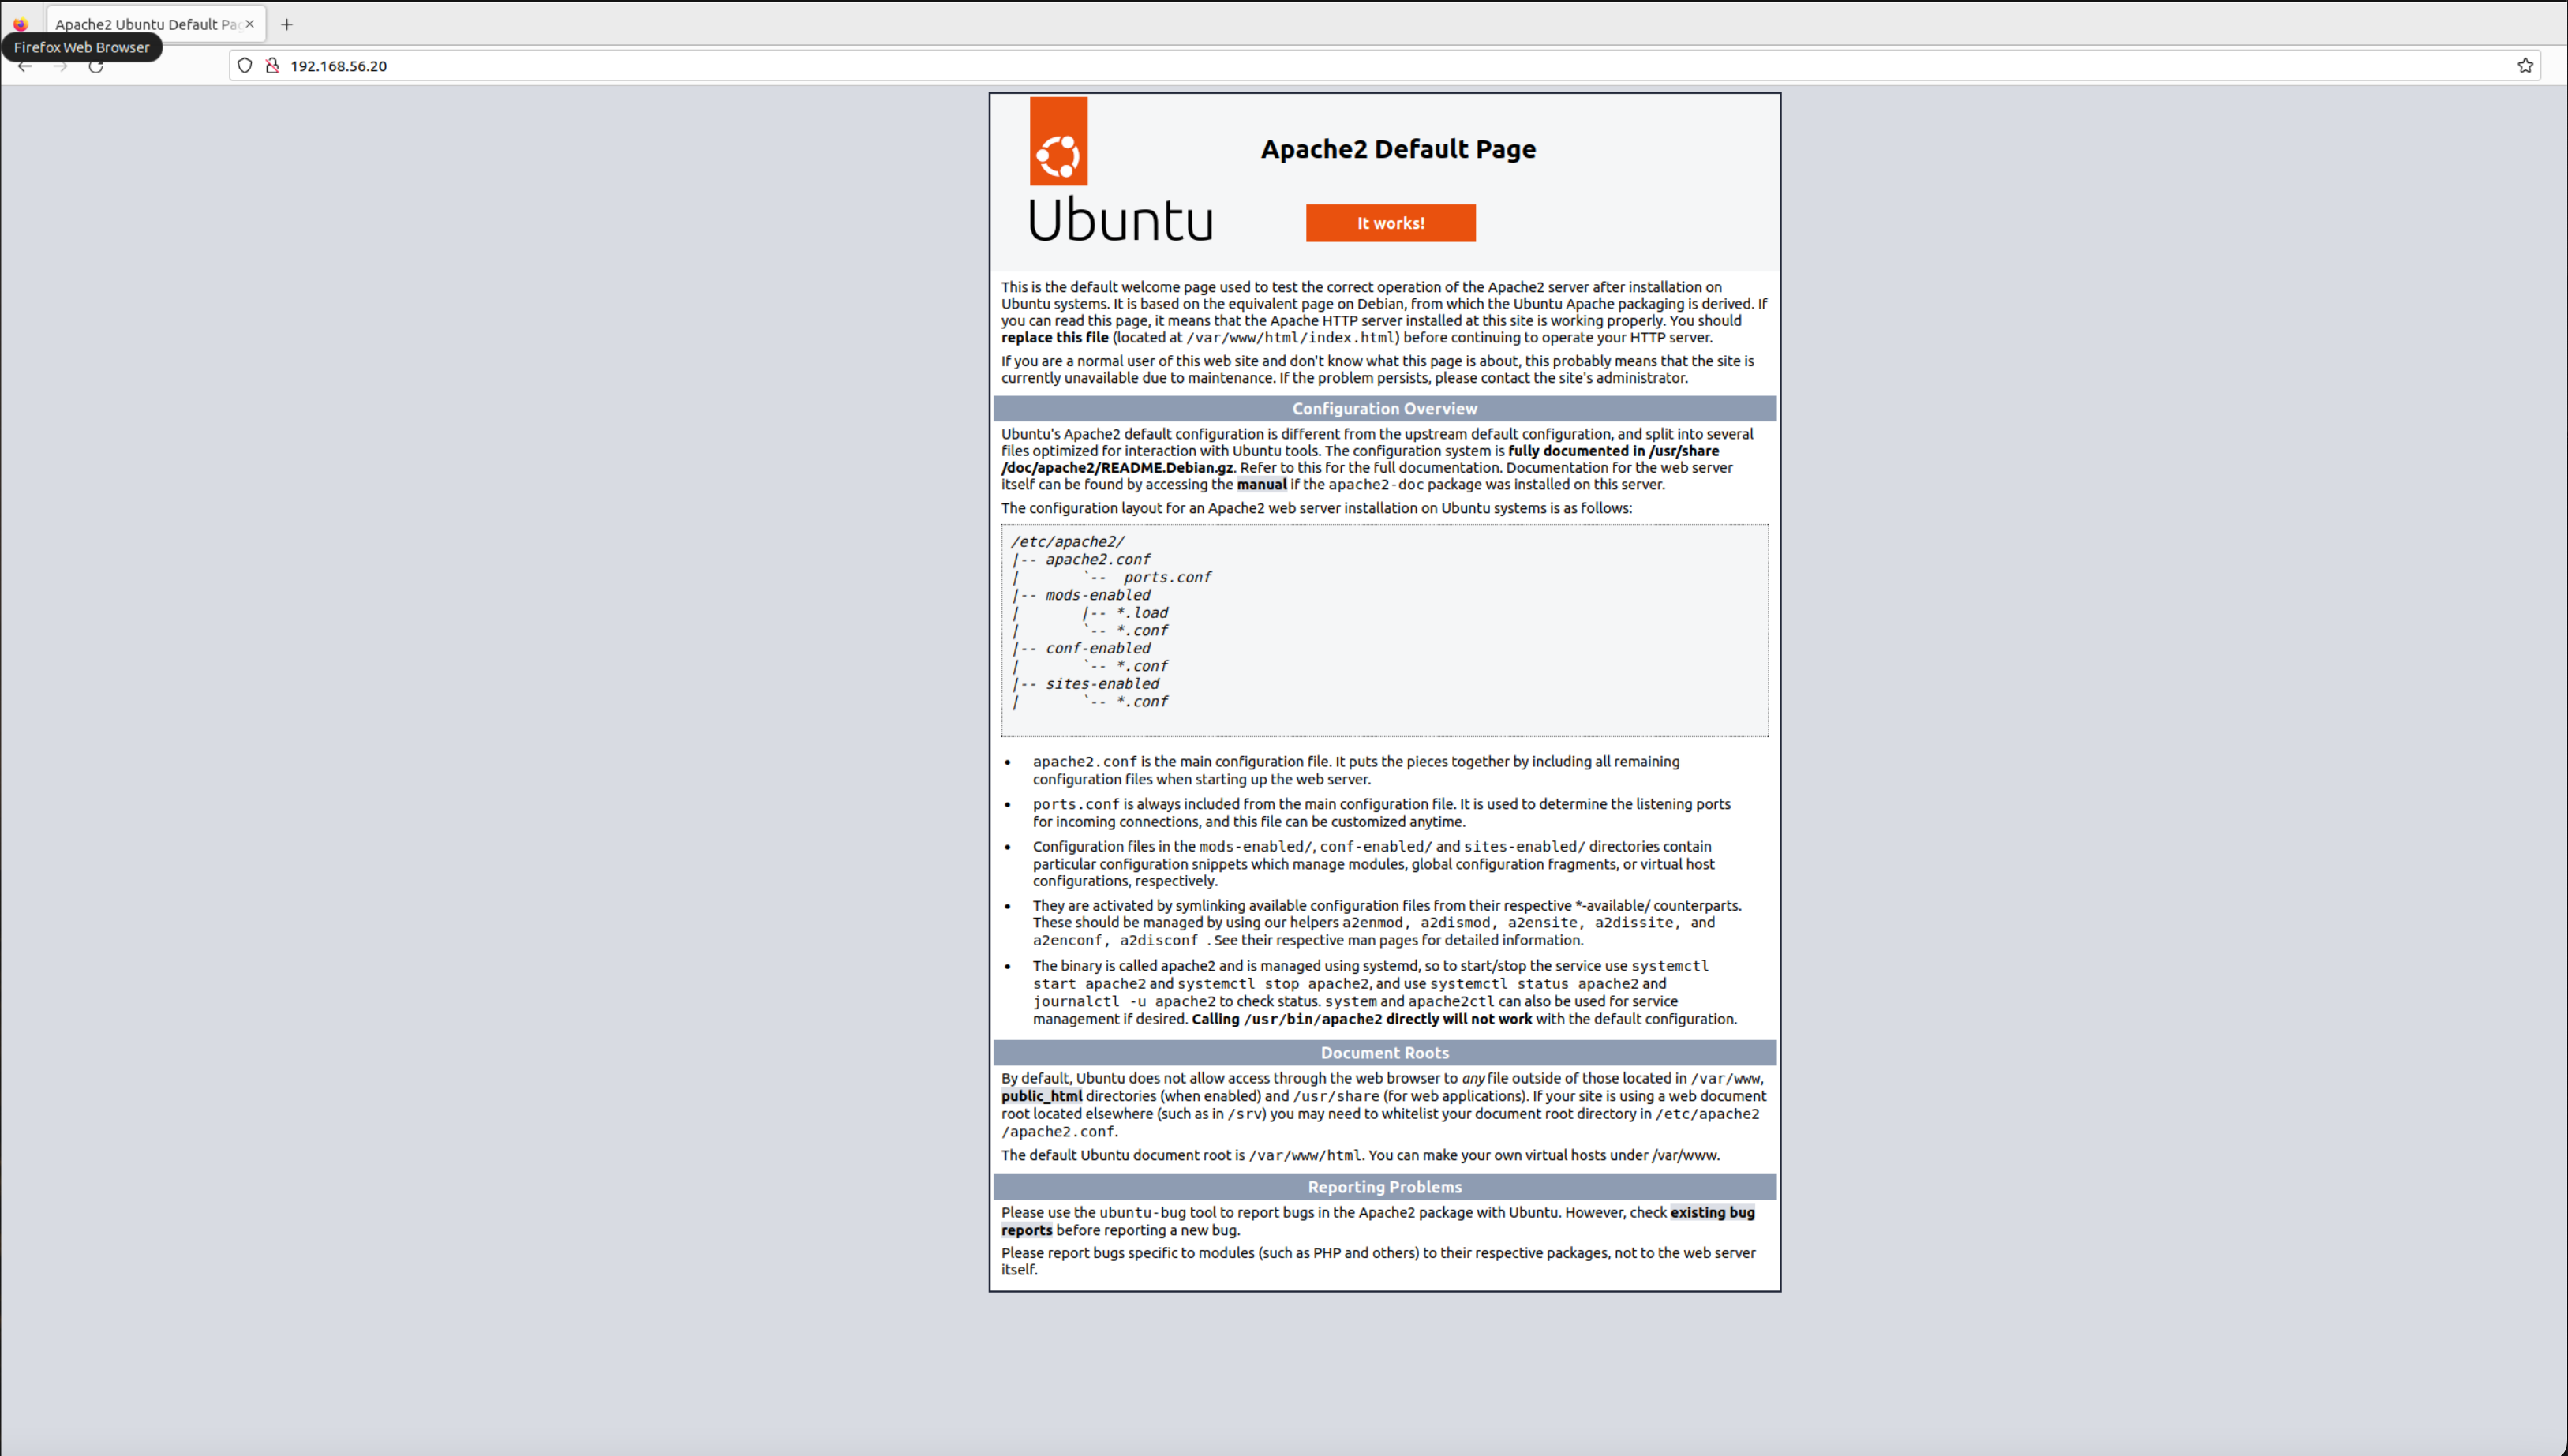 Apache2 Ubuntu Default Pag
Firefox Web Browser
192.168.56.20
Apache2 Default Page
Ubuntu
It works!
This is the default welcome page used to test the correct operation of the Apache2 server after installation on
Ubuntu systems. It is based on the equivalent page on Debian, from which the Ubuntu Apache packaging is derived. If
you can read this page, it means that the Apache HTTP server installed at this site is working properly. You should
replace this file (located at /var/www/html/index.html) before continuing to operate your HTTP server.
If you are a normal user of this web site and don't know what this page is about, this probably means that the site is
currently unavailable due to maintenance. If the problem persists, please contact the site's administrator.
Configuration Overview
Ubuntu's Apache2 default configuration is different from the upstream default configuration, and split into several
files optimized for interaction with Ubuntu tools. The configuration system is fully documented in /usr/share
/doc/apache2/README.Debian.gz. Refer to this for the full documentation. Documentation for the web server
itself can be found by accessing the manual if the apache2-doc package was installed on this server.
The configuration layout for an Apache2 web server installation on Ubuntu systems is as follows:
/etc/apache2/
|-- apache2.conf
|       `--  ports.conf
|-- mods-enabled
|       |-- *.load
|       `-- *.conf
|-- conf-enabled
|       `-- *.conf
|-- sites-enabled
|       `-- *.conf
• apache2.conf is the main configuration file. It puts the pieces together by including all remaining
configuration files when starting up the web server.
• ports.conf is always included from the main configuration file. It is used to determine the listening ports
for incoming connections, and this file can be customized anytime.
• Configuration files in the mods-enabled/, conf-enabled/ and sites-enabled/ directories contain
particular configuration snippets which manage modules, global configuration fragments, or virtual host
configurations, respectively.
• They are activated by symlinking available configuration files from their respective *-available/ counterparts.
These should be managed by using our helpers a2enmod, a2dismod, a2ensite, a2dissite, and
a2enconf, a2disconf . See their respective man pages for detailed information.
• The binary is called apache2 and is managed using systemd, so to start/stop the service use systemctl
start apache2 and systemctl stop apache2, and use systemctl status apache2 and
journalctl -u apache2 to check status. system and apache2ctl can also be used for service
management if desired. Calling /usr/bin/apache2 directly will not work with the default configuration.
Document Roots
By default, Ubuntu does not allow access through the web browser to any file outside of those located in /var/www,
public_html directories (when enabled) and /usr/share (for web applications). If your site is using a web document
root located elsewhere (such as in /srv) you may need to whitelist your document root directory in /etc/apache2
/apache2.conf.
The default Ubuntu document root is /var/www/html. You can make your own virtual hosts under /var/www.
Reporting Problems
Please use the ubuntu-bug tool to report bugs in the Apache2 package with Ubuntu. However, check existing bug
reports before reporting a new bug.
Please report bugs specific to modules (such as PHP and others) to their respective packages, not to the web server
itself.